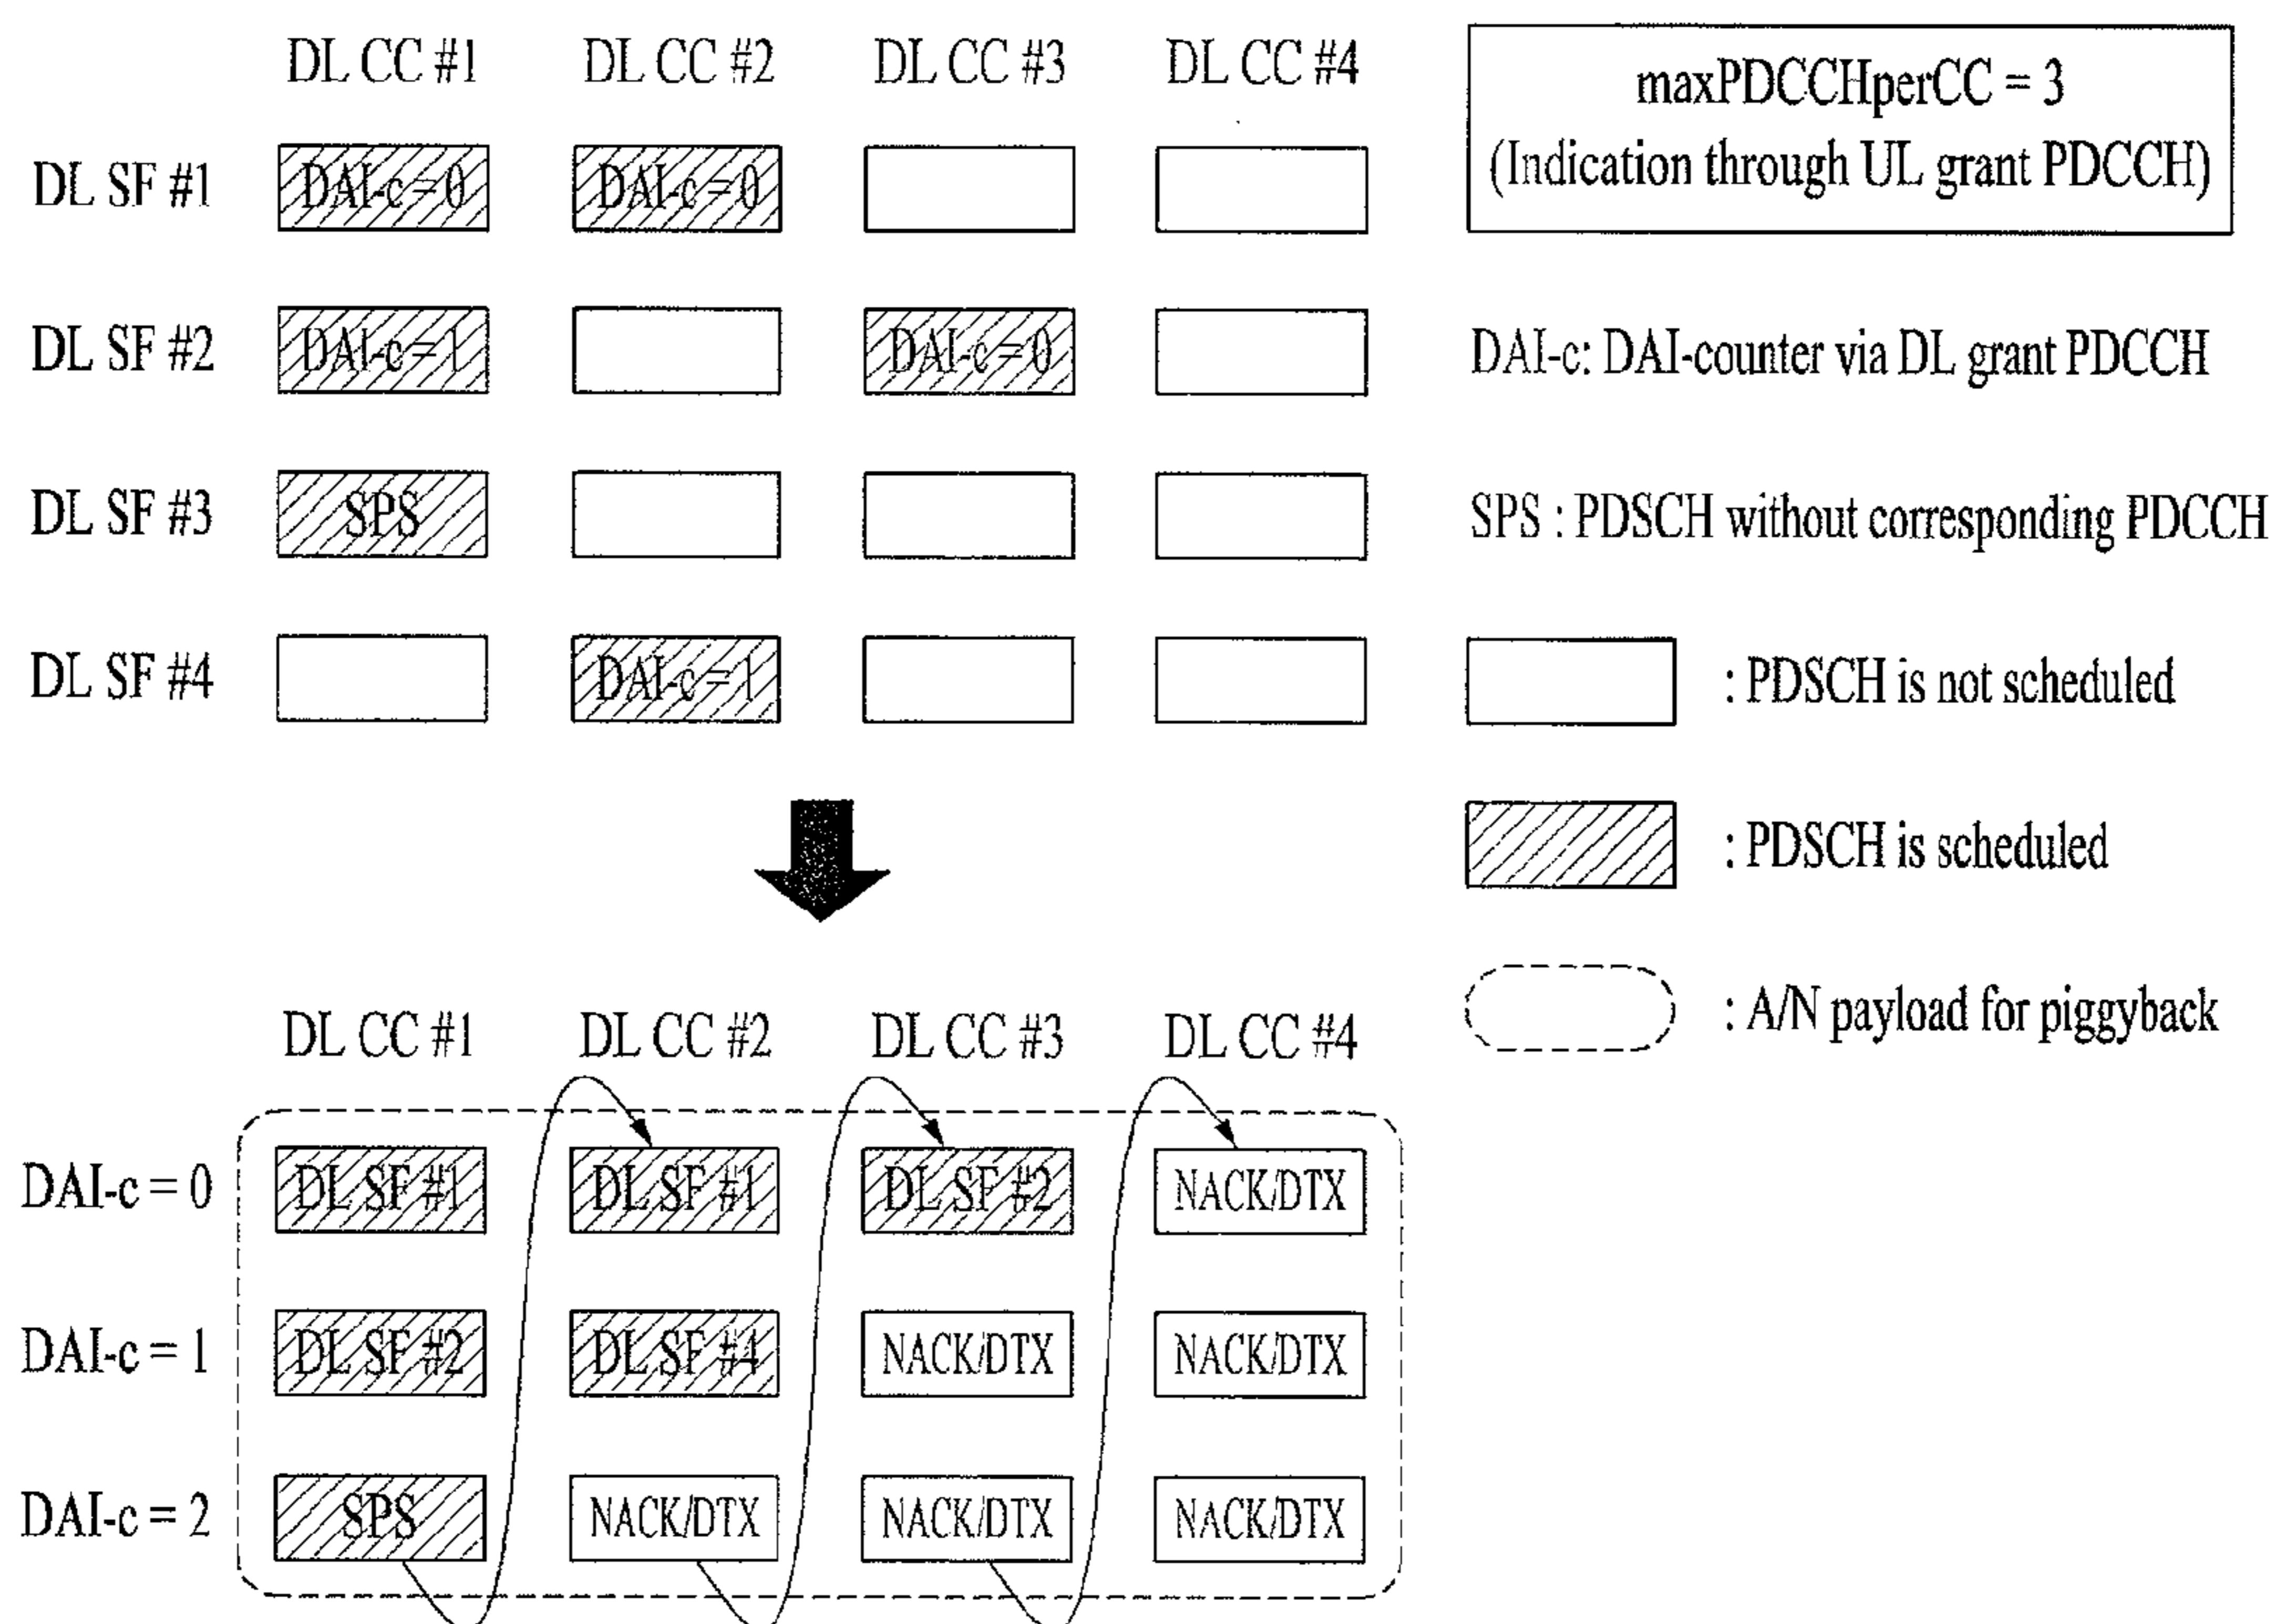 DL CC #1 DL CC #2 DL CC #3 DL CC #4
maxPDCCHperCC = 3
(Indication through UL grant PDCCH)
DL SF #1 DAI-c = 0 DAI-c = 0
DL SF #2 DAI-c = 1 DAI-c = 0
DAI-c: DAI-counter via DL grant PDCCH
DL SF #3 SPS
SPS : PDSCH without corresponding PDCCH
DL SF #4 DAI-c = 1
: PDSCH is not scheduled
: PDSCH is scheduled
: A/N payload for piggyback
DL CC #1 DL CC #2 DL CC #3 DL CC #4
DAI-c = 0 DL SF #1 DL SF #1 DL SF #2 NACK/DTX
DAI-c = 1 DL SF #2 DL SF #4 NACK/DTX NACK/DTX
DAI-c = 2 SPS NACK/DTX NACK/DTX NACK/DTX